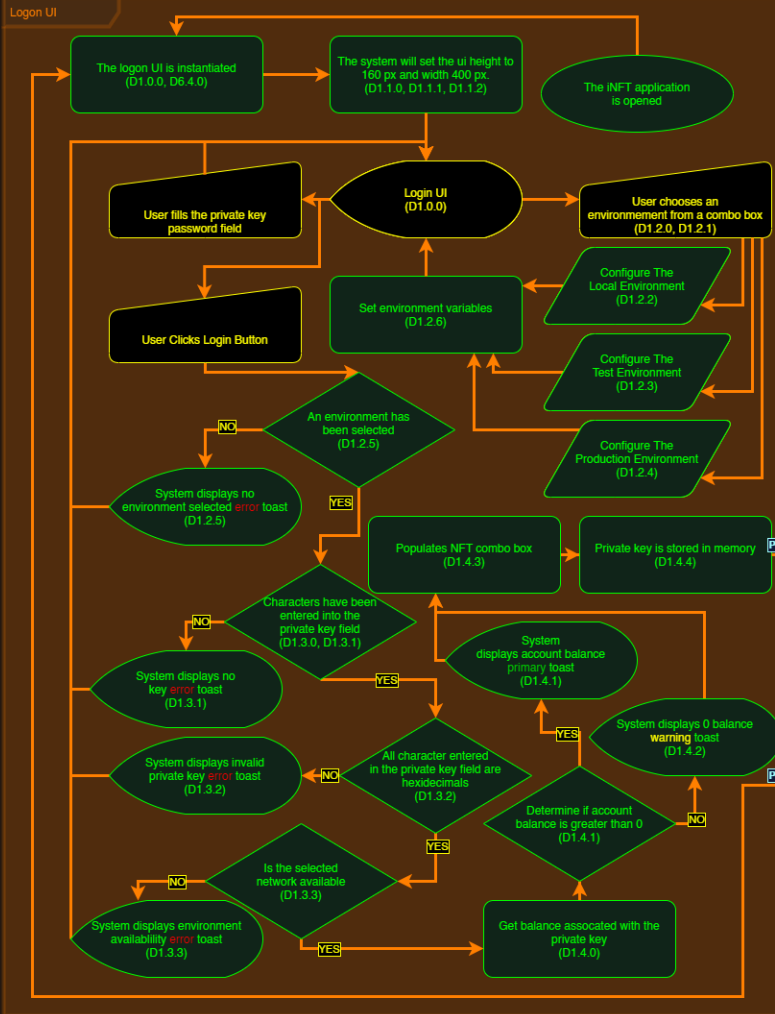 Logon UI
The logon UI is instantiated
(D1.0.0, D6.4.0)
The system will set the ui height to
160 px and width 400 px.
(D1.1.0, D1.1.1, D1.1.2)
The iNFT application
is opened
Login UI
(D1.0.0)
User fills the private key
password field
User chooses an
environmement from a combo box
(D1.2.0, D1.2.1)
Configure The
Local Environment
(D1.2.2)
Set environment variables
(D1.2.6)
User Clicks Login Button
Configure The
Test Environment
(D1.2.3)
An environment has
been selected
(D1.2.5)
NO
Configure The
Production Environment
(D1.2.4)
System displays no
environment selected error toast
(D1.2.5)
YES
Populates NFT combo box
(D1.4.3)
Private key is stored in memory
(D1.4.4)
P
Characters have been
entered into the
private key field
(D1.3.0, D1.3.1)
NO
System displays no
key error toast
(D1.3.1)
YES
System
displays account balance
primary toast
(D1.4.1)
System displays 0 balance
warning toast
(D1.4.2)
YES
System displays invalid
private key error toast
(D1.3.2)
NO
All character entered
in the private key field are
hexidecimals
(D1.3.2)
P
Determine if account
balance is greater than 0
(D1.4.1)
NO
YES
Is the selected
network available
(D1.3.3)
NO
System displays environment
availablility error toast
(D1.3.3)
YES
Get balance assocated with the
private key
(D1.4.0)